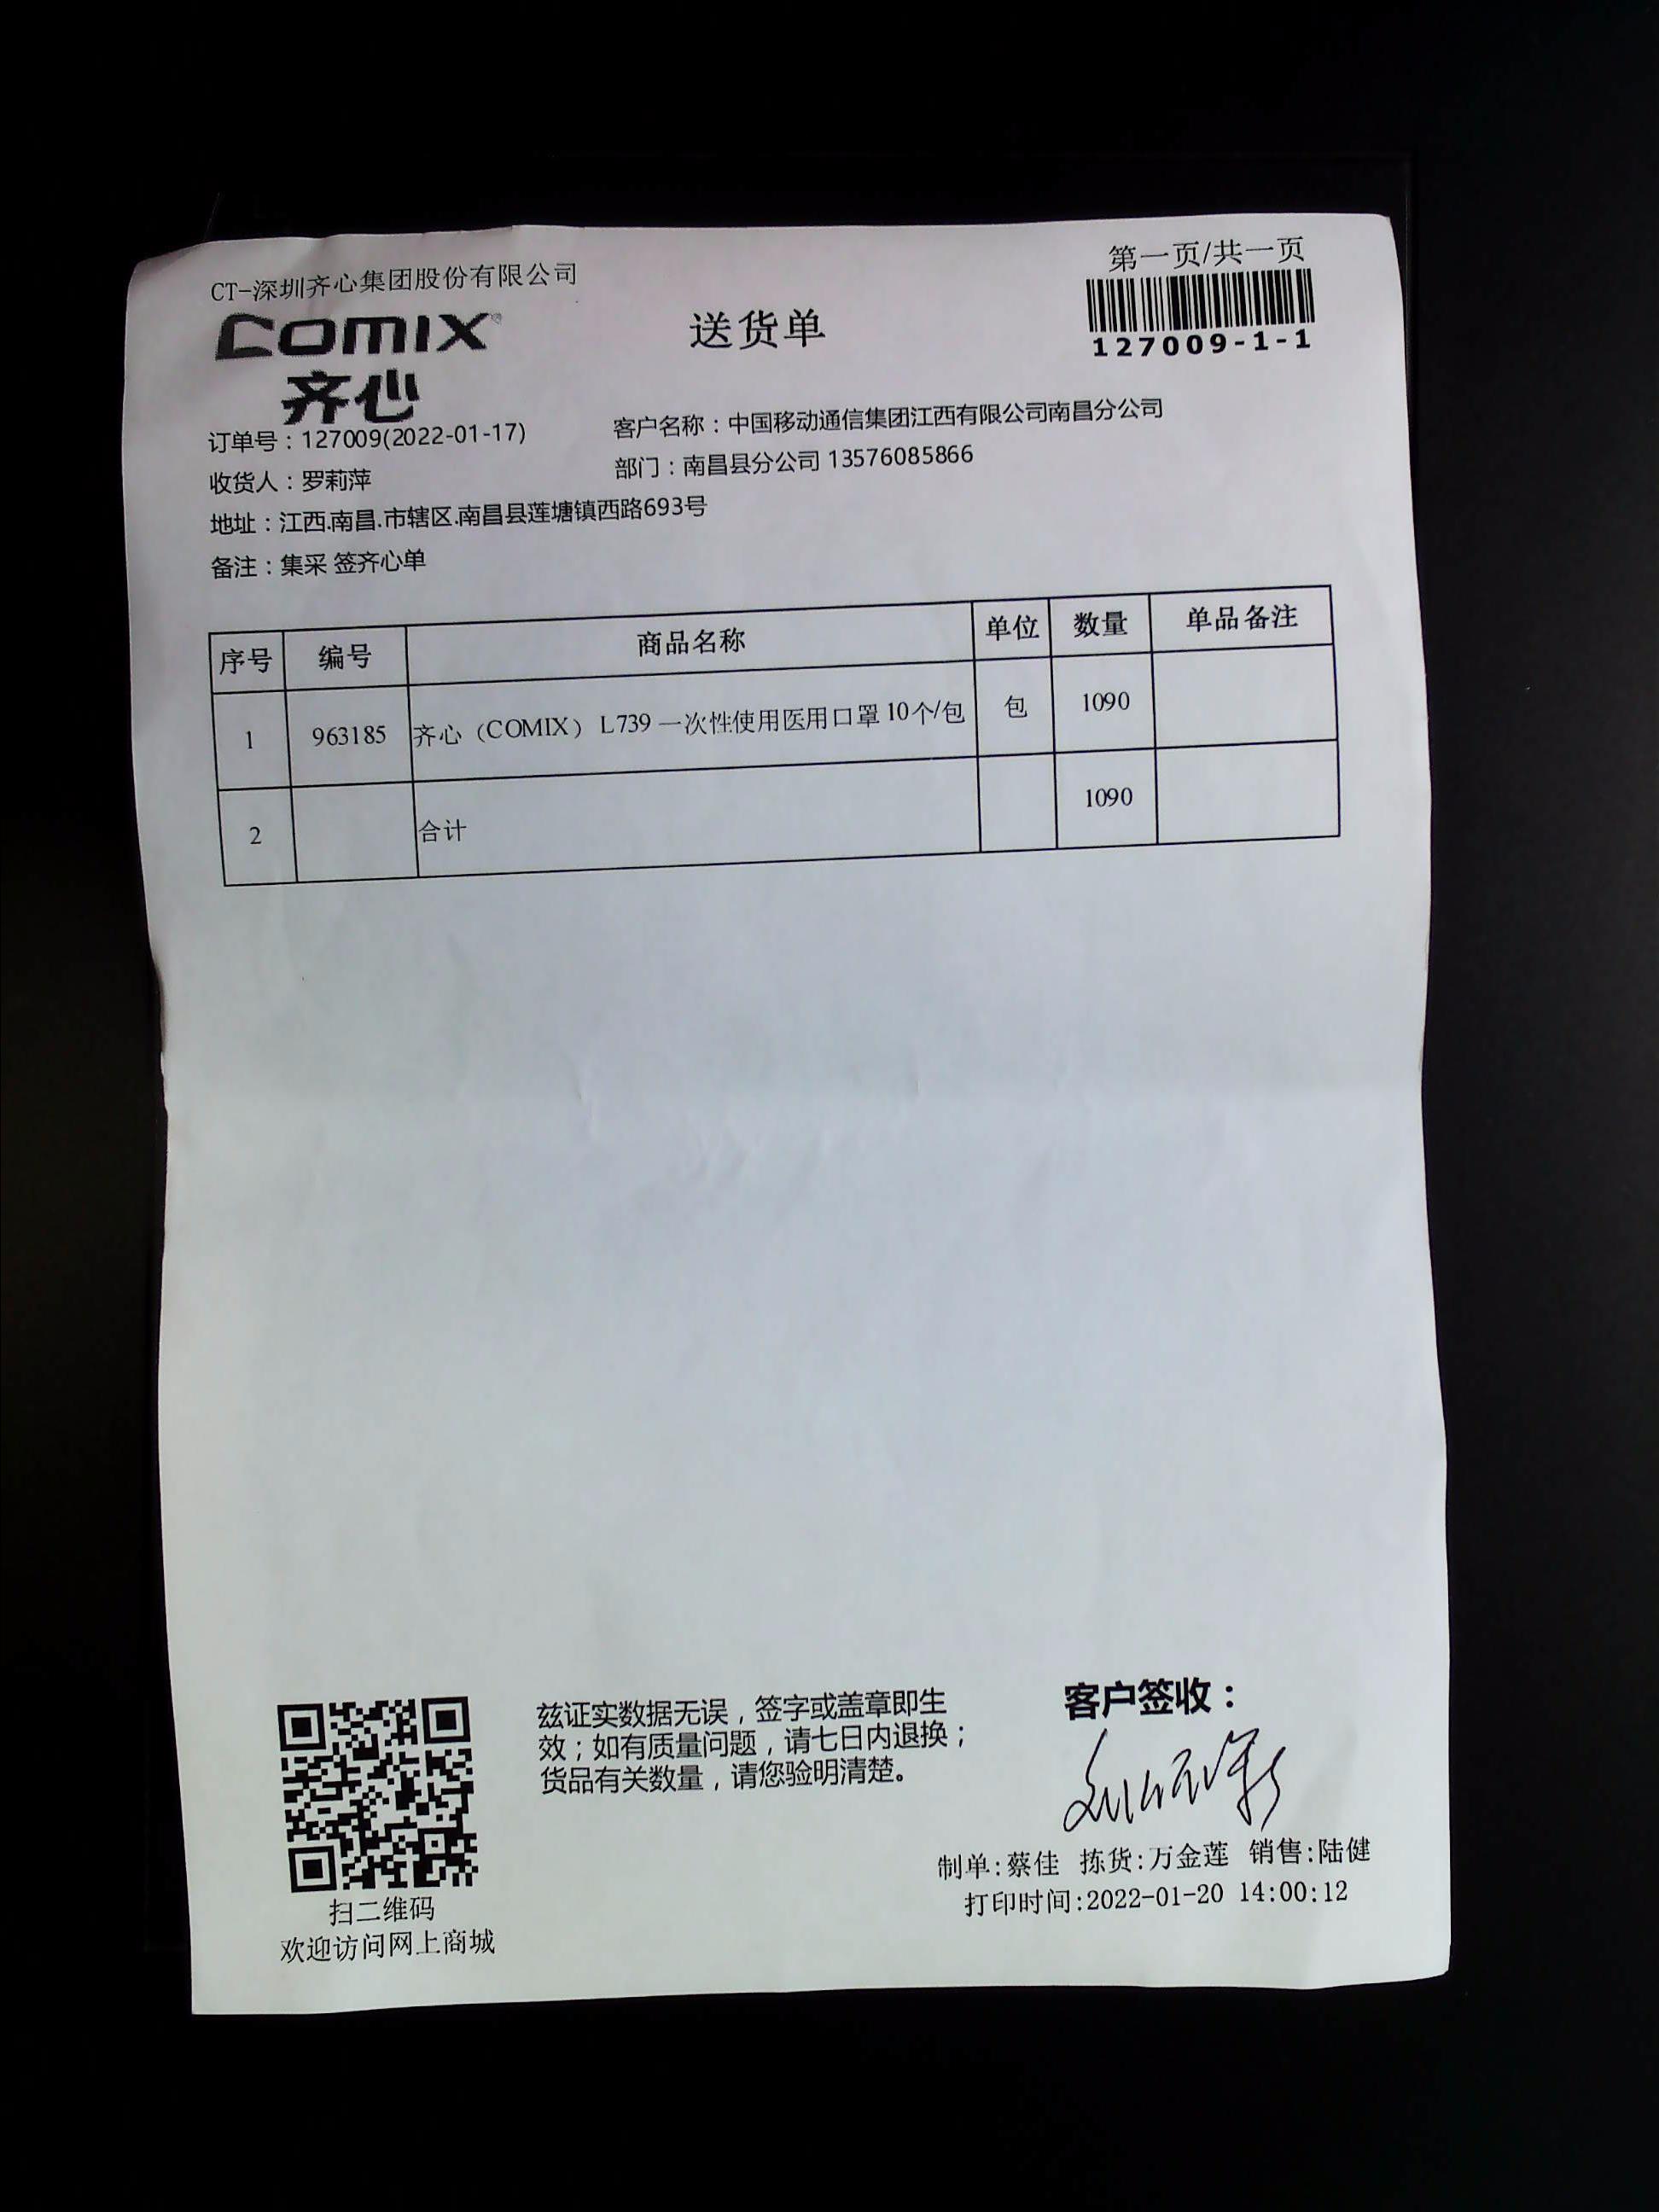 第一页/共一页
CT-深圳齐心集团股份有限公司
COMIX
齐心
送货单
127009-1-1
订单号：127009(2022-01-17)
客户名称：中国移动通信集团江西有限公司南昌分公司
收货人：罗莉萍
部门：南昌县分公司 13576085866
地址：江西.南昌.市辖区.南昌县莲塘镇西路693号
备注：集采 签齐心单
序号 编号 商品名称 单位 数量 单品备注
1 963185 齐心（COMIX） L739 一次性使用医用口罩 10个/包 包 1090
2 合计 1090
兹证实数据无误，签字或盖章即生
效；如有质量问题，请七日内退换；
货品有关数量，请您验明清楚。
客户签收：
制单:蔡佳 拣货:万金莲 销售:陆健
打印时间:2022-01-20 14:00:12
扫二维码
欢迎访问网上商城